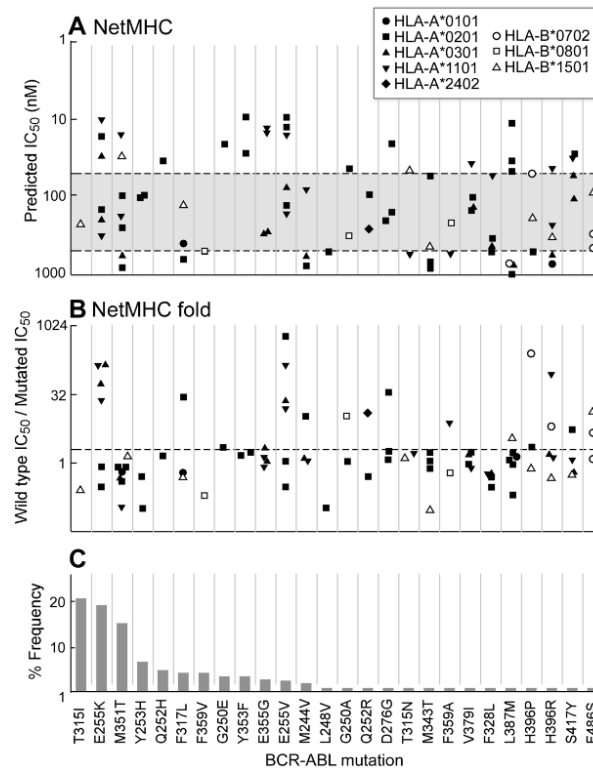 A NetMHC
HLA-A*0101
HLA-A*0201
HLA-A*0301
HLA-A*1101
HLA-A*2402
HLA-B*0702
HLA-B*0801
HLA-B*1501
Predicted IC50 (nM)
1
10
100
1000
B NetMHC fold
Wild type IC50 / Mutated IC50
1024
32
1
C
% Frequency
20
10
1
T315I
E255K
M351T
Y253H
Q252H
F317L
F359V
G250E
Y353F
E355G
E255V
M244V
L248V
G250A
Q252R
D276G
T315N
M343T
F359A
V379I
F328L
L387M
H396P
H396R
S417Y
F486S
BCR-ABL mutation